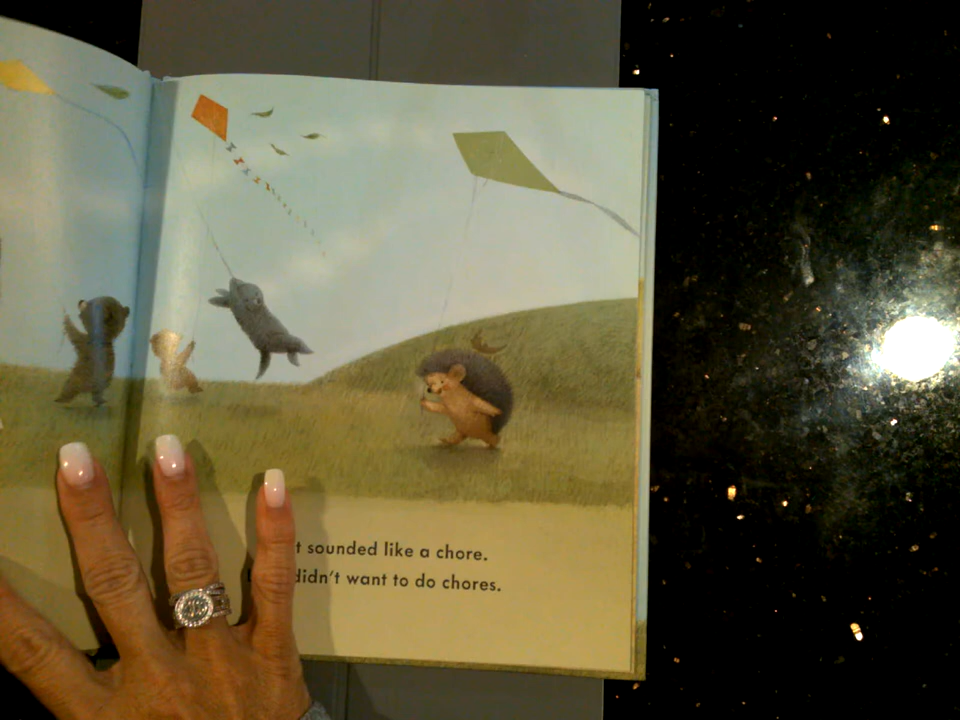 t sounded like a chore.
didn't want to do chores.